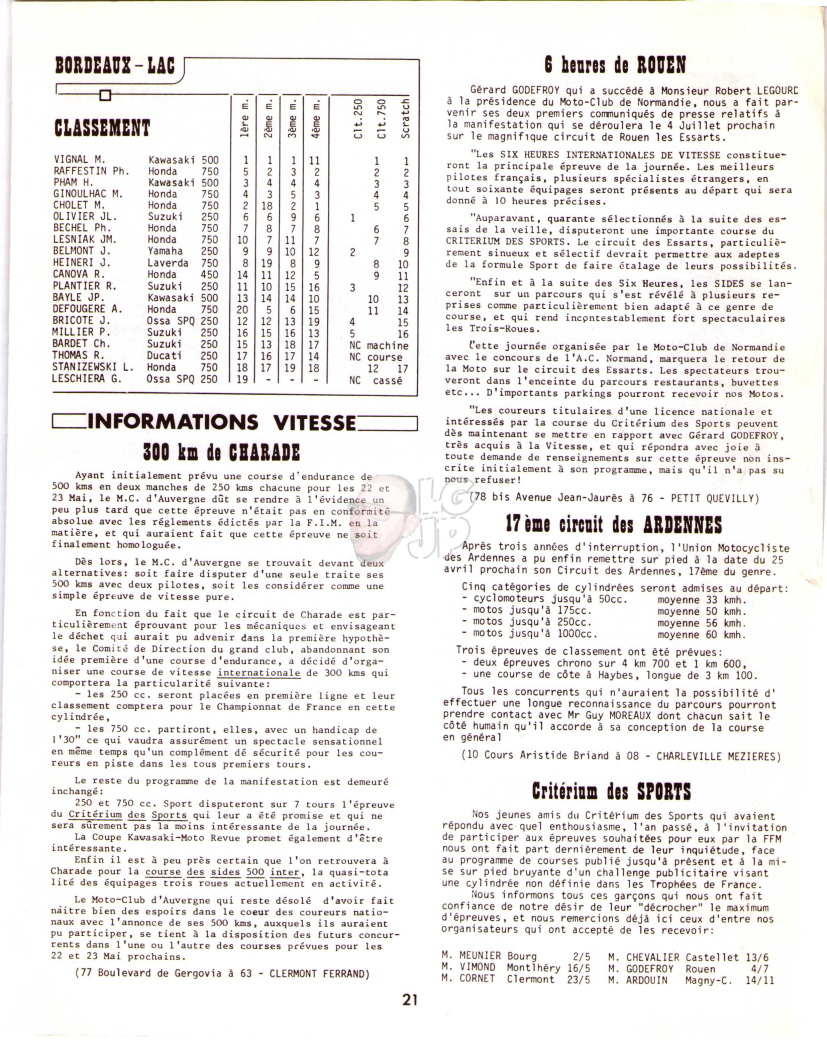 BORDEAUX - LAC
CLASSEMENT
1ère m. 2ème m. 3ème m. 4ème m. Clt.250 Clt.750 Scratch
VIGNAL M. Kawasaki 500 1 1 1 11 1 1
RAFFESTIN Ph. Honda 750 5 2 3 2 2 2
PHAM H. Kawasaki 500 3 4 4 4 3 3
GINOULHAC M. Honda 750 4 3 5 3 4 4
CHOLET M. Honda 750 2 18 2 1 5 5
OLIVIER JL. Suzuki 250 6 6 9 6 1 6
BECHEL Ph. Honda 750 7 8 7 8 6 7
LESNIAK JM. Honda 750 10 7 11 7 7 8
BELMONT J. Yamaha 250 9 9 10 12 2 9
HEINERI J. Laverda 750 8 19 8 9 8 10
CANOVA R. Honda 450 14 11 12 5 9 11
PLANTIER R. Suzuki 250 11 10 15 16 3 12
BAYLE JP. Kawasaki 500 13 14 14 10 10 13
DEFOUGERE A. Honda 750 20 5 6 15 11 14
BRICOTE J. Ossa SPQ 250 12 12 13 19 4 15
MILLIER P. Suzuki 250 16 15 16 13 5 16
BARDET Ch. Suzuki 250 15 13 18 17 NC machine
THOMAS R. Ducati 250 17 16 17 14 NC course
STANIZEWSKI L. Honda 750 18 17 19 18 12 17
LESCHIERA G. Ossa SPQ 250 19 - - - NC cassé
INFORMATIONS VITESSE
300 km de CHARADE
Ayant initialement prévu une course d'endurance de
500 kms en deux manches de 250 kms chacune pour les 22 et
23 Mai, le M.C. d'Auvergne dût se rendre à l'évidence un
peu plus tard que cette épreuve n'était pas en conformité
absolue avec les réglements édictés par la F.I.M. en la
matière, et qui auraient fait que cette épreuve ne soit
finalement homologuée.
Dès lors, le M.C. d'Auvergne se trouvait devant deux
alternatives: soit faire disputer d'une seule traite ses
500 kms avec deux pilotes, soit les considérer comme une
simple épreuve de vitesse pure.
En fonction du fait que le circuit de Charade est par-
ticulièrement éprouvant pour les mécaniques et envisageant
le déchet qui aurait pu advenir dans la première hypothè-
se, le Comité de Direction du grand club, abandonnant son
idée première d'une course d'endurance, a décidé d'orga-
niser une course de vitesse internationale de 300 kms qui
comportera la particularité suivante:
- les 250 cc. seront placées en première ligne et leur
classement comptera pour le Championnat de France en cette
cylindrée,
- les 750 cc. partiront, elles, avec un handicap de
1'30" ce qui vaudra assurément un spectacle sensationnel
en même temps qu'un complément dé sécurité pour les cou-
reurs en piste dans les tous premiers tours.
Le reste du programme de la manifestation est demeuré
inchangé:
250 et 750 cc. Sport disputeront sur 7 tours l'épreuve
du Critérium des Sports qui leur a été promise et qui ne
sera sûrement pas la moins intéressante de la journée.
La Coupe Kawasaki-Moto Revue promet également d'être
intéressante.
Enfin il est à peu près certain que l'on retrouvera à
Charade pour la course des sides 500 inter, la quasi-tota
lité des équipages trois roues actuellement en activité.
Le Moto-Club d'Auvergne qui reste désolé d'avoir fait
naître bien des espoirs dans le coeur des coureurs natio-
naux avec l'annonce de ses 500 kms, auxquels ils auraient
pu participer, se tient à la disposition des futurs concur-
rents dans l'une ou l'autre des courses prévues pour les
22 et 23 Mai prochains.
(77 Boulevard de Gergovia à 63 - CLERMONT FERRAND)
6 heures de ROUEN
Gérard GODEFROY qui a succédé à Monsieur Robert LEGOURC
à la présidence du Moto-Club de Normandie, nous a fait par-
venir ses deux premiers communiqués de presse relatifs à
la manifestation qui se déroulera le 4 Juillet prochain
sur le magnifique circuit de Rouen les Essarts.
"Les SIX HEURES INTERNATIONALES DE VITESSE constitue-
ront la principale épreuve de la journée. Les meilleurs
pilotes français, plusieurs spécialistes étrangers, en
tout soixante équipages seront présents au départ qui sera
donné à 10 heures précises.
"Auparavant, quarante sélectionnés à la suite des es-
sais de la veille, disputeront une importante course du
CRITERIUM DES SPORTS. Le circuit des Essarts, particuliè-
rement sinueux et sélectif devrait permettre aux adeptes
de la formule Sport de faire étalage de leurs possibilités.
"Enfin et à la suite des Six Heures, les SIDES se lan-
ceront sur un parcours qui s'est révélé à plusieurs re-
prises comme particulièrement bien adapté à ce genre de
course, et qui rend incpntestablement fort spectaculaires
les Trois-Roues.
Cette journée organisée par le Moto-Club de Normandie
avec le concours de l'A.C. Normand, marquera le retour de
la Moto sur le circuit des Essarts. Les spectateurs trou-
veront dans l'enceinte du parcours restaurants, buvettes
etc... D'importants parkings pourront recevoir nos Motos.
"Les coureurs titulaires d'une licence nationale et
intéressés par la course du Critérium des Sports peuvent
dès maintenant se mettre en rapport avec Gérard GODEFROY,
très acquis à la Vitesse, et qui répondra avec joie à
toute demande de renseignements sur cette épreuve non ins-
crite initialement à son programme, mais qu'il n'a pas su
nous refuser!
(78 bis Avenue Jean-Jaurès à 76 - PETIT QUEVILLY)
17ème circuit des ARDENNES
Après trois années d'interruption, l'Union Motocycliste
des Ardennes a pu enfin remettre sur pied à la date du 25
avril prochain son Circuit des Ardennes, 17ème du genre.
Cinq catégories de cylindrées seront admises au départ:
- cyclomoteurs jusqu'à 50cc. moyenne 33 kmh.
- motos jusqu'à 175cc. moyenne 50 kmh.
- motos jusqu'à 250cc. moyenne 56 kmh.
- motos jusqu'à 1000cc. moyenne 60 kmh.
Trois épreuves de classement ont été prévues:
- deux épreuves chrono sur 4 km 700 et 1 km 600,
- une course de côte à Haybes, longue de 3 km 100.
Tous les concurrents qui n'auraient la possibilité d'
effectuer une longue reconnaissance du parcours pourront
prendre contact avec Mr Guy MOREAUX dont chacun sait le
côté humain qu'il accorde à sa conception de la course
en général
(10 Cours Aristide Briand à 08 - CHARLEVILLE MEZIERES)
Critérium des SPORTS
Nos jeunes amis du Critérium des Sports qui avaient
répondu avec quel enthousiasme, l'an passé, à l'invitation
de participer aux épreuves souhaitées pour eux par la FFM
nous ont fait part dernièrement de leur inquiétude, face
au programme de courses publié jusqu'à présent et à la mi-
se sur pied bruyante d'un challenge publicitaire visant
une cylindrée non définie dans les Trophées de France.
Nous informons tous ces garçons qui nous ont fait
confiance de notre désir de leur "décrocher" le maximum
d'épreuves, et nous remercions déjà ici ceux d'entre nos
organisateurs qui ont accepté de les recevoir:
M. MEUNIER Bourg 2/5 M. CHEVALIER Castellet 13/6
M. VIMOND Montlhéry 16/5 M. GODEFROY Rouen 4/7
M. CORNET Clermont 23/5 M. ARDOUIN Magny-C. 14/11
21
LG
JP